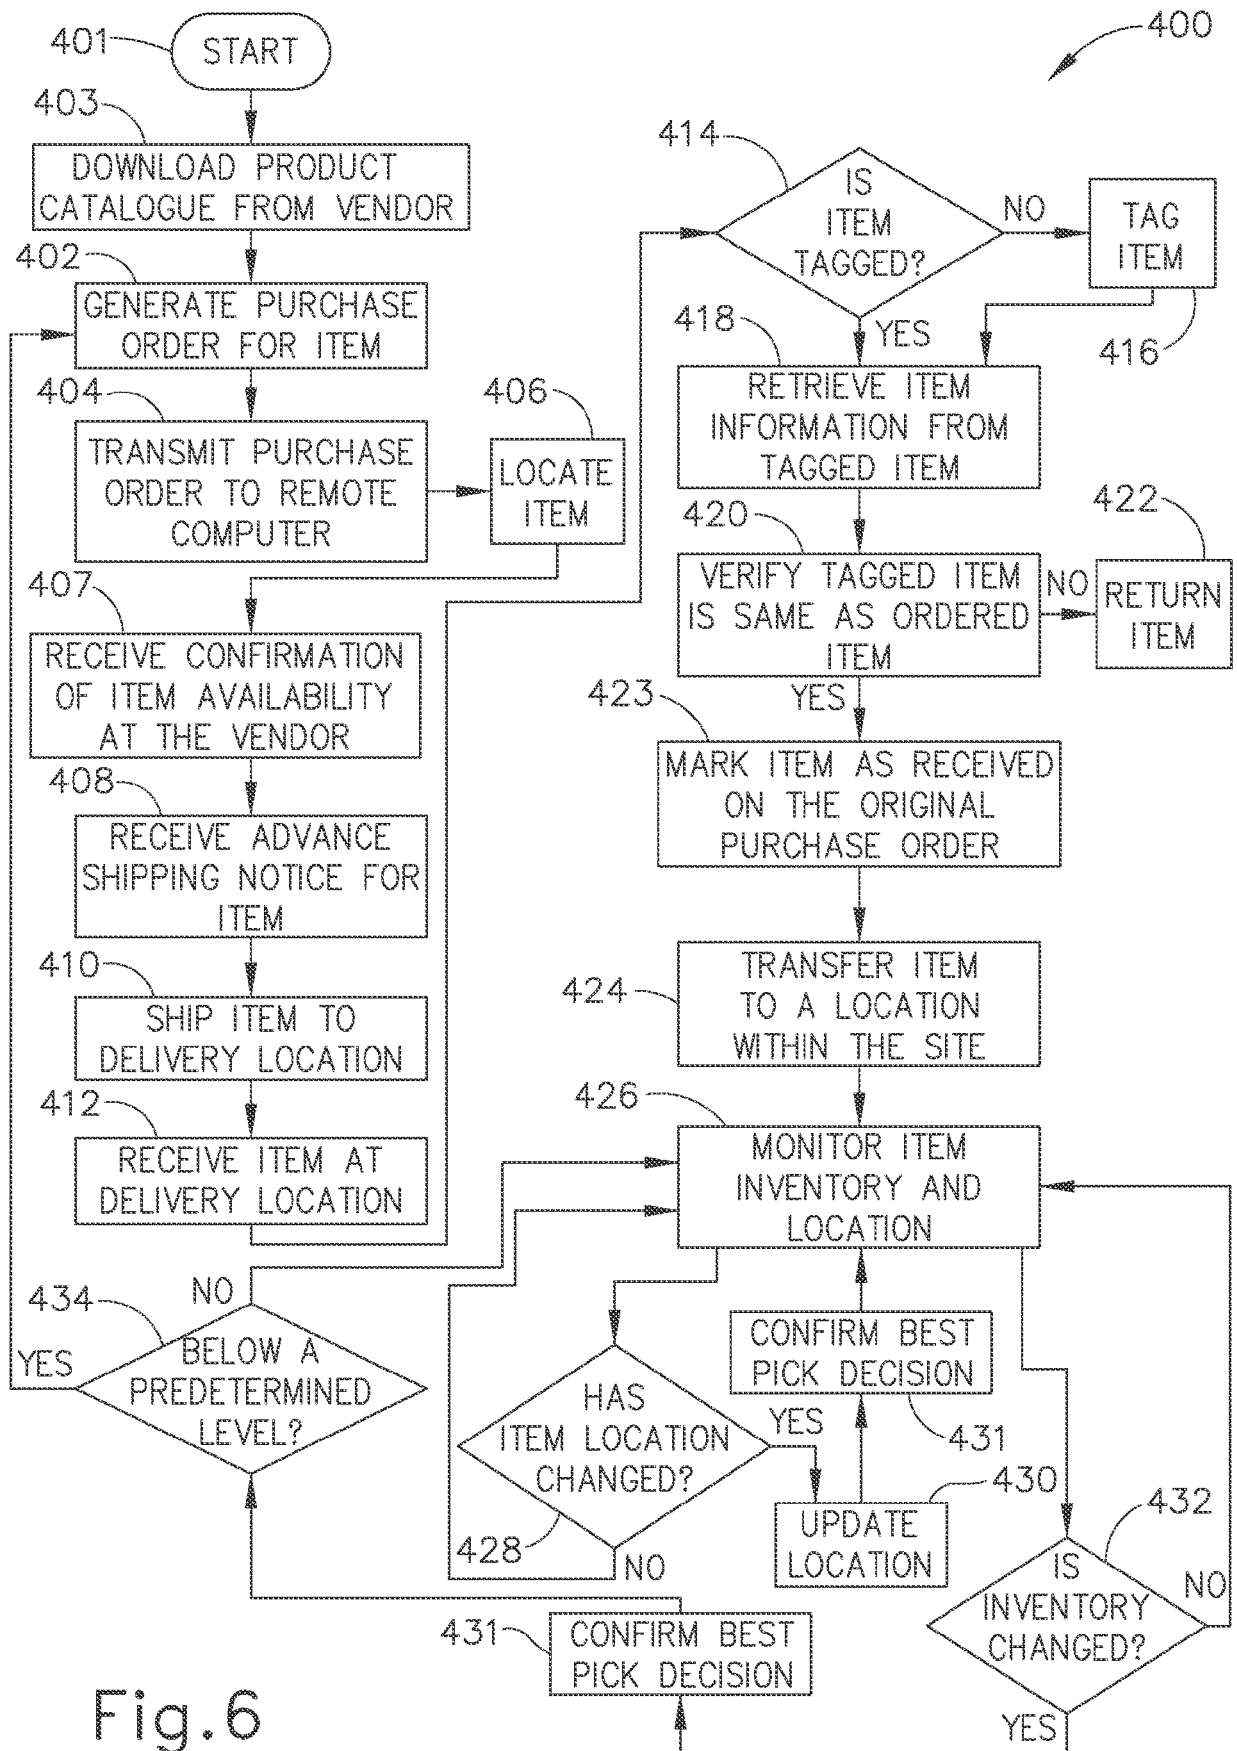 400
401
START
403
DOWNLOAD PRODUCT
CATALOGUE FROM VENDOR
402
GENERATE PURCHASE
ORDER FOR ITEM
404
TRANSMIT PURCHASE
ORDER TO REMOTE
COMPUTER
406
LOCATE
ITEM
407
RECEIVE CONFIRMATION
OF ITEM AVAILABILITY
AT THE VENDOR
408
RECEIVE ADVANCE
SHIPPING NOTICE FOR
ITEM
410
SHIP ITEM TO
DELIVERY LOCATION
412
RECEIVE ITEM AT
DELIVERY LOCATION
414
IS
ITEM
TAGGED?
NO
TAG
ITEM
416
YES
418
RETRIEVE ITEM
INFORMATION FROM
TAGGED ITEM
420
VERIFY TAGGED ITEM
IS SAME AS ORDERED
ITEM
NO
422
RETURN
ITEM
YES
423
MARK ITEM AS RECEIVED
ON THE ORIGINAL
PURCHASE ORDER
424
TRANSFER ITEM
TO A LOCATION
WITHIN THE SITE
426
MONITOR ITEM
INVENTORY AND
LOCATION
428
HAS
ITEM LOCATION
CHANGED?
YES
NO
430
UPDATE
LOCATION
431
CONFIRM BEST
PICK DECISION
432
IS
INVENTORY
CHANGED?
NO
YES
431
CONFIRM BEST
PICK DECISION
434
BELOW A
PREDETERMINED
LEVEL?
NO
YES
Fig.6